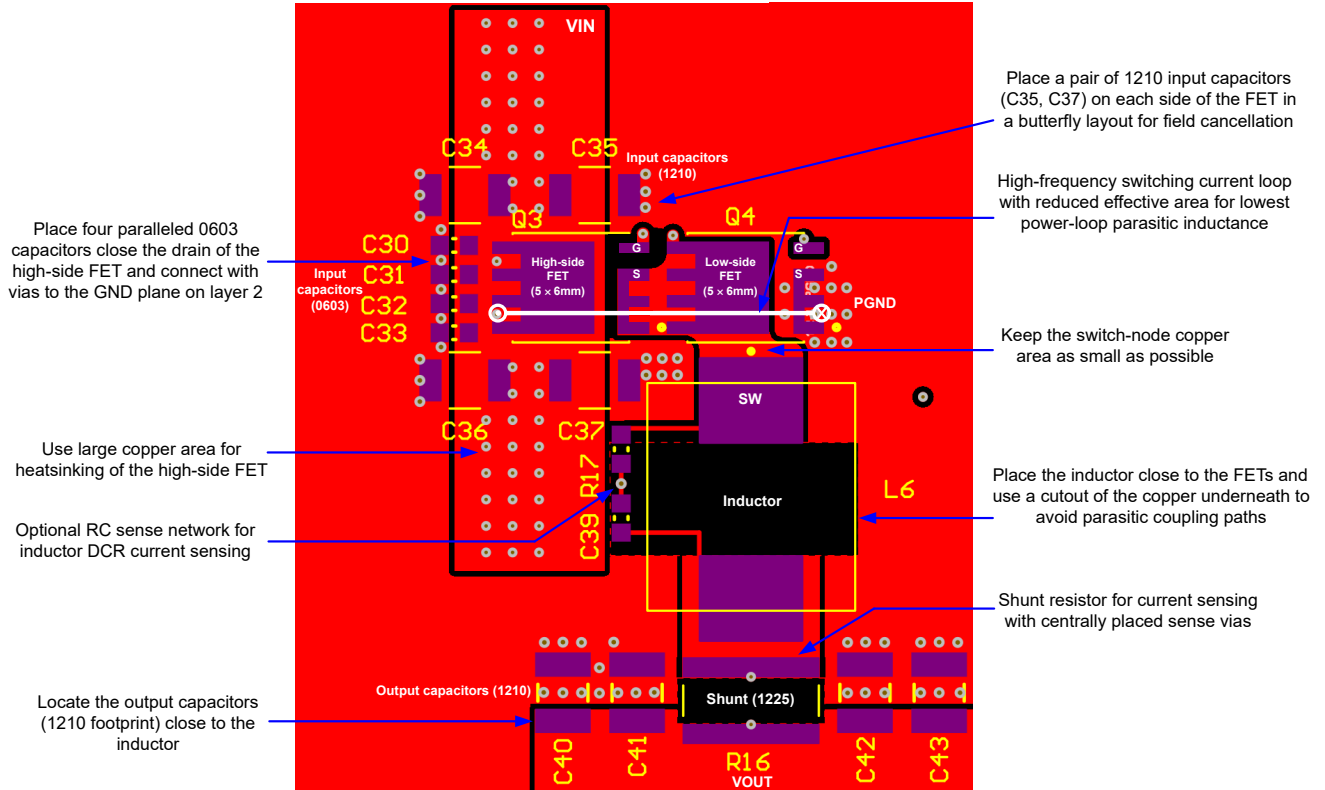 VIN
Place a pair of 1210 input capacitors
(C35, C37) on each side of the FET in
a butterfly layout for field cancellation
C34
C35
Input capacitors
(1210)
High-frequency switching current loop
with reduced effective area for lowest
power-loop parasitic inductance
Place four paralleled 0603
capacitors close the drain of the
high-side FET and connect with
vias to the GND plane on layer 2
Q3
Q4
C30
C31
C32
C33
Input
capacitors
(0603)
High-side
FET
(5 × 6mm)
G
S
Low-side
FET
(5 × 6mm)
G
S
PGND
Keep the switch-node copper
area as small as possible
SW
C36
C37
Use large copper area for
heatsinking of the high-side FET
R17
Inductor
L6
Place the inductor close to the FETs and
use a cutout of the copper underneath to
avoid parasitic coupling paths
Optional RC sense network for
inductor DCR current sensing
C39
Shunt resistor for current sensing
with centrally placed sense vias
Output capacitors (1210)
Shunt (1225)
Locate the output capacitors
(1210 footprint) close to the
inductor
C40
C41
R16
VOUT
C42
C43